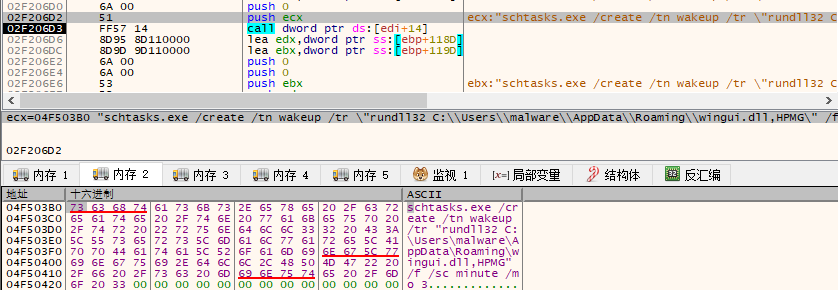 02F206D0 6A 00 push 0
02F206D2 51 push ecx ecx:"schtasks.exe /create /tn wakeup /tr \"rundll32 C
02F206D3 FF57 14 call dword ptr ds:[edi+14]
02F206D6 8D95 8D110000 lea edx,dword ptr ss:[ebp+118D]
02F206DC 8D9D 9D110000 lea ebx,dword ptr ss:[ebp+119D]
02F206E2 6A 00 push 0
02F206E4 6A 00 push 0
02F206E6 53 push ebx ebx:"schtasks.exe /create /tn wakeup /tr \"rundll32 C
ecx=04F503B0 "schtasks.exe /create /tn wakeup /tr \"rundll32 C:\\Users\\malware\\AppData\\Roaming\\wingui.dll,HPMG\" /f
02F206D2
内存 1 内存 2 内存 3 内存 4 内存 5 监视 1 [x]=局部变量 结构体 反汇编
地址 十六进制 ASCII
04F503B0 73 63 68 74 61 73 6B 73 2E 65 78 65 20 2F 63 72 schtasks.exe /cr
04F503C0 65 61 74 65 20 2F 74 6E 20 77 61 6B 65 75 70 20 eate /tn wakeup
04F503D0 2F 74 72 20 22 72 75 6E 64 6C 6C 33 32 20 43 3A /tr "rundll32 C:
04F503E0 5C 55 73 65 72 73 5C 6D 61 6C 77 61 72 65 5C 41 \Users\malware\A
04F503F0 70 70 44 61 74 61 5C 52 6F 61 6D 69 6E 67 5C 77 ppData\Roaming\w
04F50400 69 6E 67 75 69 2E 64 6C 6C 2C 48 50 4D 47 22 20 ingui.dll,HPMG"
04F50410 2F 66 20 2F 73 63 20 6D 69 6E 75 74 65 20 2F 6D /f /sc minute /m
04F50420 6F 20 33 00 00 00 00 00 00 00 00 00 00 00 00 00 o 3.............